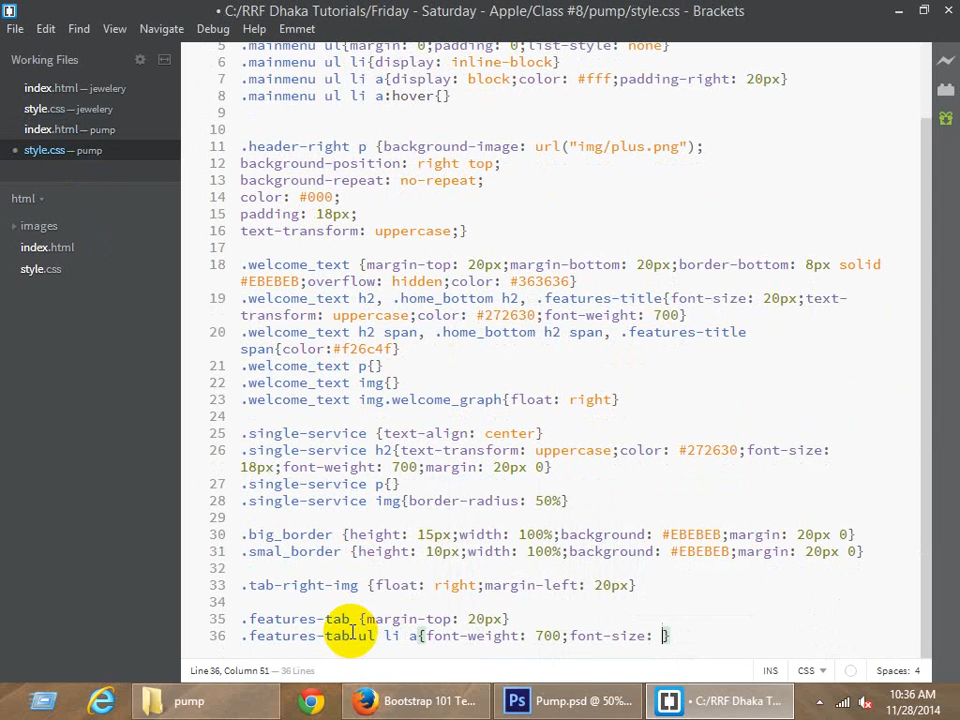 • C:/RRF Dhaka Tutorials/Friday - Saturday - Apple/Class #8/pump/style.css - Brackets
File Edit Find View Navigate Debug Help Emmet
Working Files
index.html — jewelery
style.css — jewelery
index.html — pump
• style.css — pump
html
images
index.html
style.css
5 .mainmenu ul{margin: 0;padding: 0;list-style: none}
6 .mainmenu ul li{display: inline-block}
7 .mainmenu ul li a{display: block;color: #fff;padding-right: 20px}
8 .mainmenu ul li a:hover{}
9
10
11 .header-right p {background-image: url("img/plus.png");
12 background-position: right top;
13 background-repeat: no-repeat;
14 color: #000;
15 padding: 18px;
16 text-transform: uppercase;}
17
18 .welcome_text {margin-top: 20px;margin-bottom: 20px;border-bottom: 8px solid
#EBEBEB;overflow: hidden;color: #363636}
19 .welcome_text h2, .home_bottom h2, .features-title{font-size: 20px;text-
transform: uppercase;color: #272630;font-weight: 700}
20 .welcome_text h2 span, .home_bottom h2 span, .features-title
span{color:#f26c4f}
21 .welcome_text p{}
22 .welcome_text img{}
23 .welcome_text img.welcome_graph{float: right}
24
25 .single-service {text-align: center}
26 .single-service h2{text-transform: uppercase;color: #272630;font-size:
18px;font-weight: 700;margin: 20px 0}
27 .single-service p{}
28 .single-service img{border-radius: 50%}
29
30 .big_border {height: 15px;width: 100%;background: #EBEBEB;margin: 20px 0}
31 .smal_border {height: 10px;width: 100%;background: #EBEBEB;margin: 20px 0}
32
33 .tab-right-img {float: right;margin-left: 20px}
34
35 .features-tab {margin-top: 20px}
36 .features-tab ul li a{font-weight: 700;font-size: }
Line 36, Column 51 — 36 Lines
INS CSS Spaces: 4
pump
Bootstrap 101 Te...
Pump.psd @ 50%...
• C:/RRF Dhaka T...
10:36 AM
11/28/2014